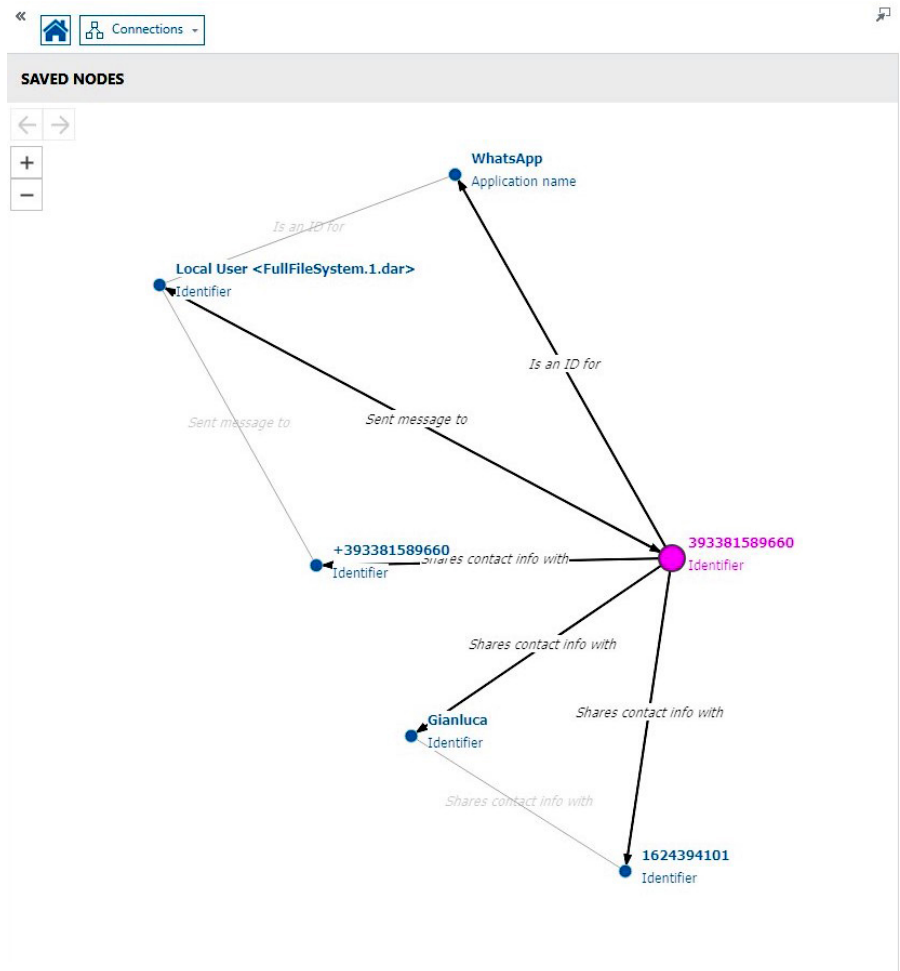 «
Connections
SAVED NODES
WhatsApp
Application name
Is an ID for
Local User <FullFileSystem.1.dar>
Identifier
Is an ID for
Sent message to
Sent message to
393381589660
+393381589660
Shares contact info with
Identifier
Identifier
Shares contact info with
Shares contact info with
Gianluca
Identifier
Shares contact info with
1624394101
Identifier